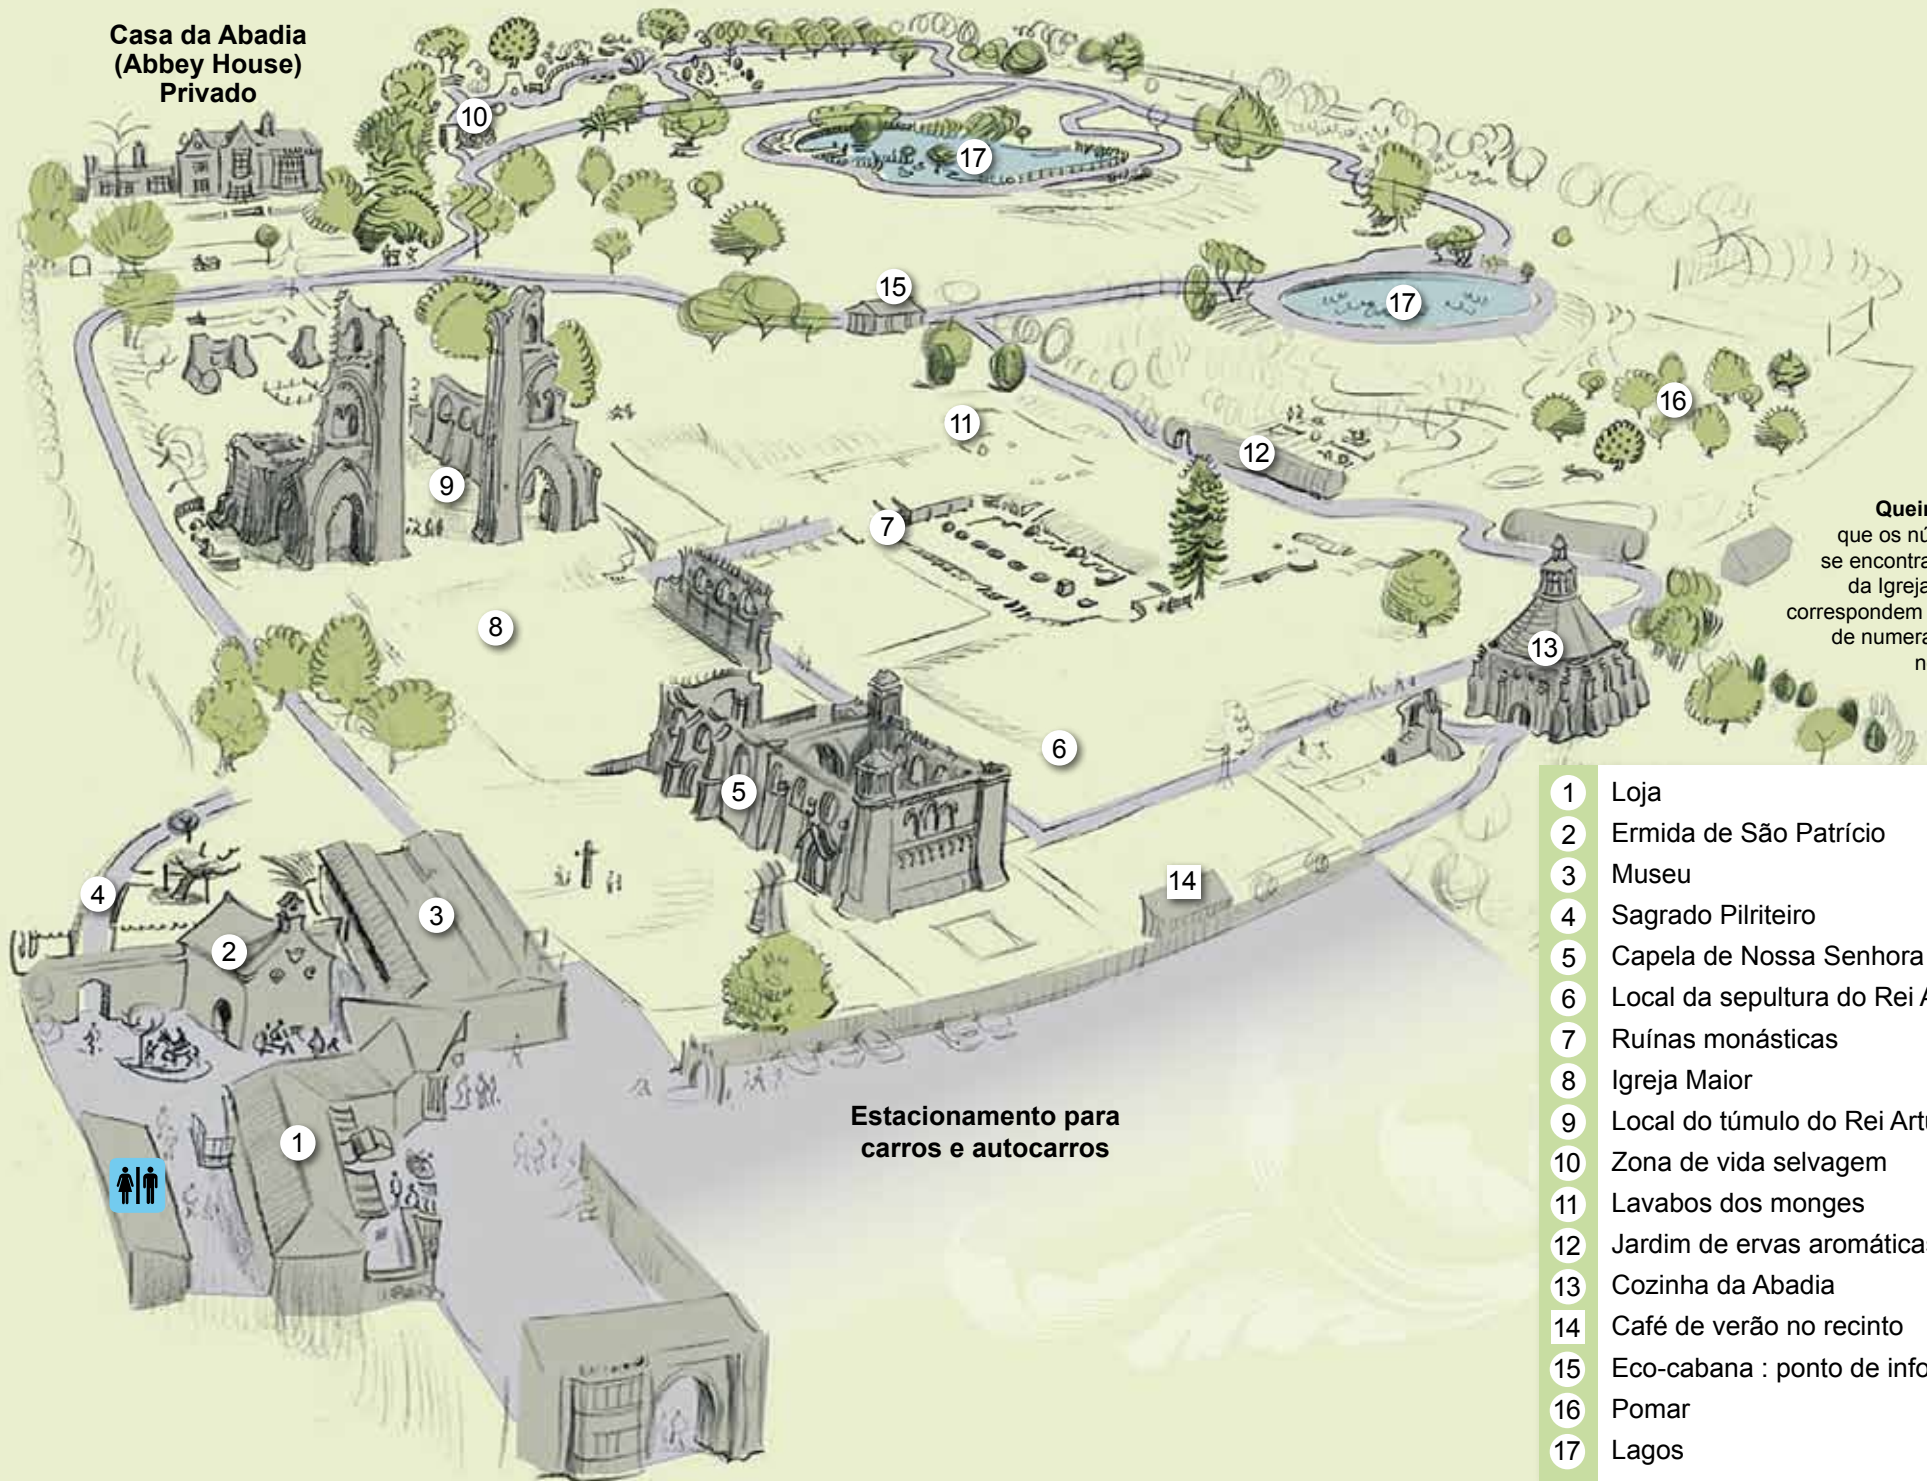 Casa da Abadia
(Abbey House)
Privado
10
17
15
17
16
11
12
9
7
que os
se encontra
8
da Igreja
correspondem
13
6
5
14
4
3
2
1
Estacionamento para
carros e autocarros
1 Loja
2 Ermida de São Patrício
3 Museu
4 Sagrado Pilriteiro
5 Capela de Nossa Senhora
6 Local da sepultura do Rei
7 Ruínas monásticas
8 Igreja Maior
9 Local do túmulo do Rei
10 Zona de vida selvagem
11 Lavabos dos monges
12 Jardim de ervas
13 Cozinha da Abadia
14 Café de verão no recinto
15 Eco-cabana : ponto de
16 Pomar
17 Lagos